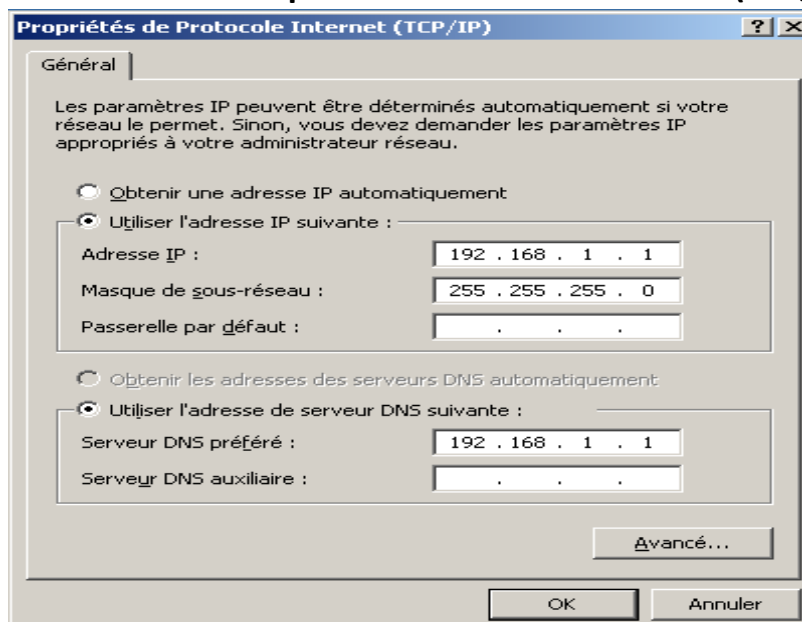 Propriétés de Protocole Internet (TCP/IP)
Général
Les paramètres IP peuvent être déterminés automatiquement si votre
réseau le permet. Sinon, vous devez demander les paramètres IP
appropriés à votre administrateur réseau.
Obtenir une adresse IP automatiquement
Utiliser l'adresse IP suivante :
Adresse IP : 192 . 168 . 1 . 1
Masque de sous-réseau : 255 . 255 . 255 . 0
Passerelle par défaut : . . .
Obtenir les adresses des serveurs DNS automatiquement
Utiliser l'adresse de serveur DNS suivante :
Serveur DNS préféré : 192 . 168 . 1 . 1
Serveur DNS auxiliaire : . . .
Avancé...
OK Annuler